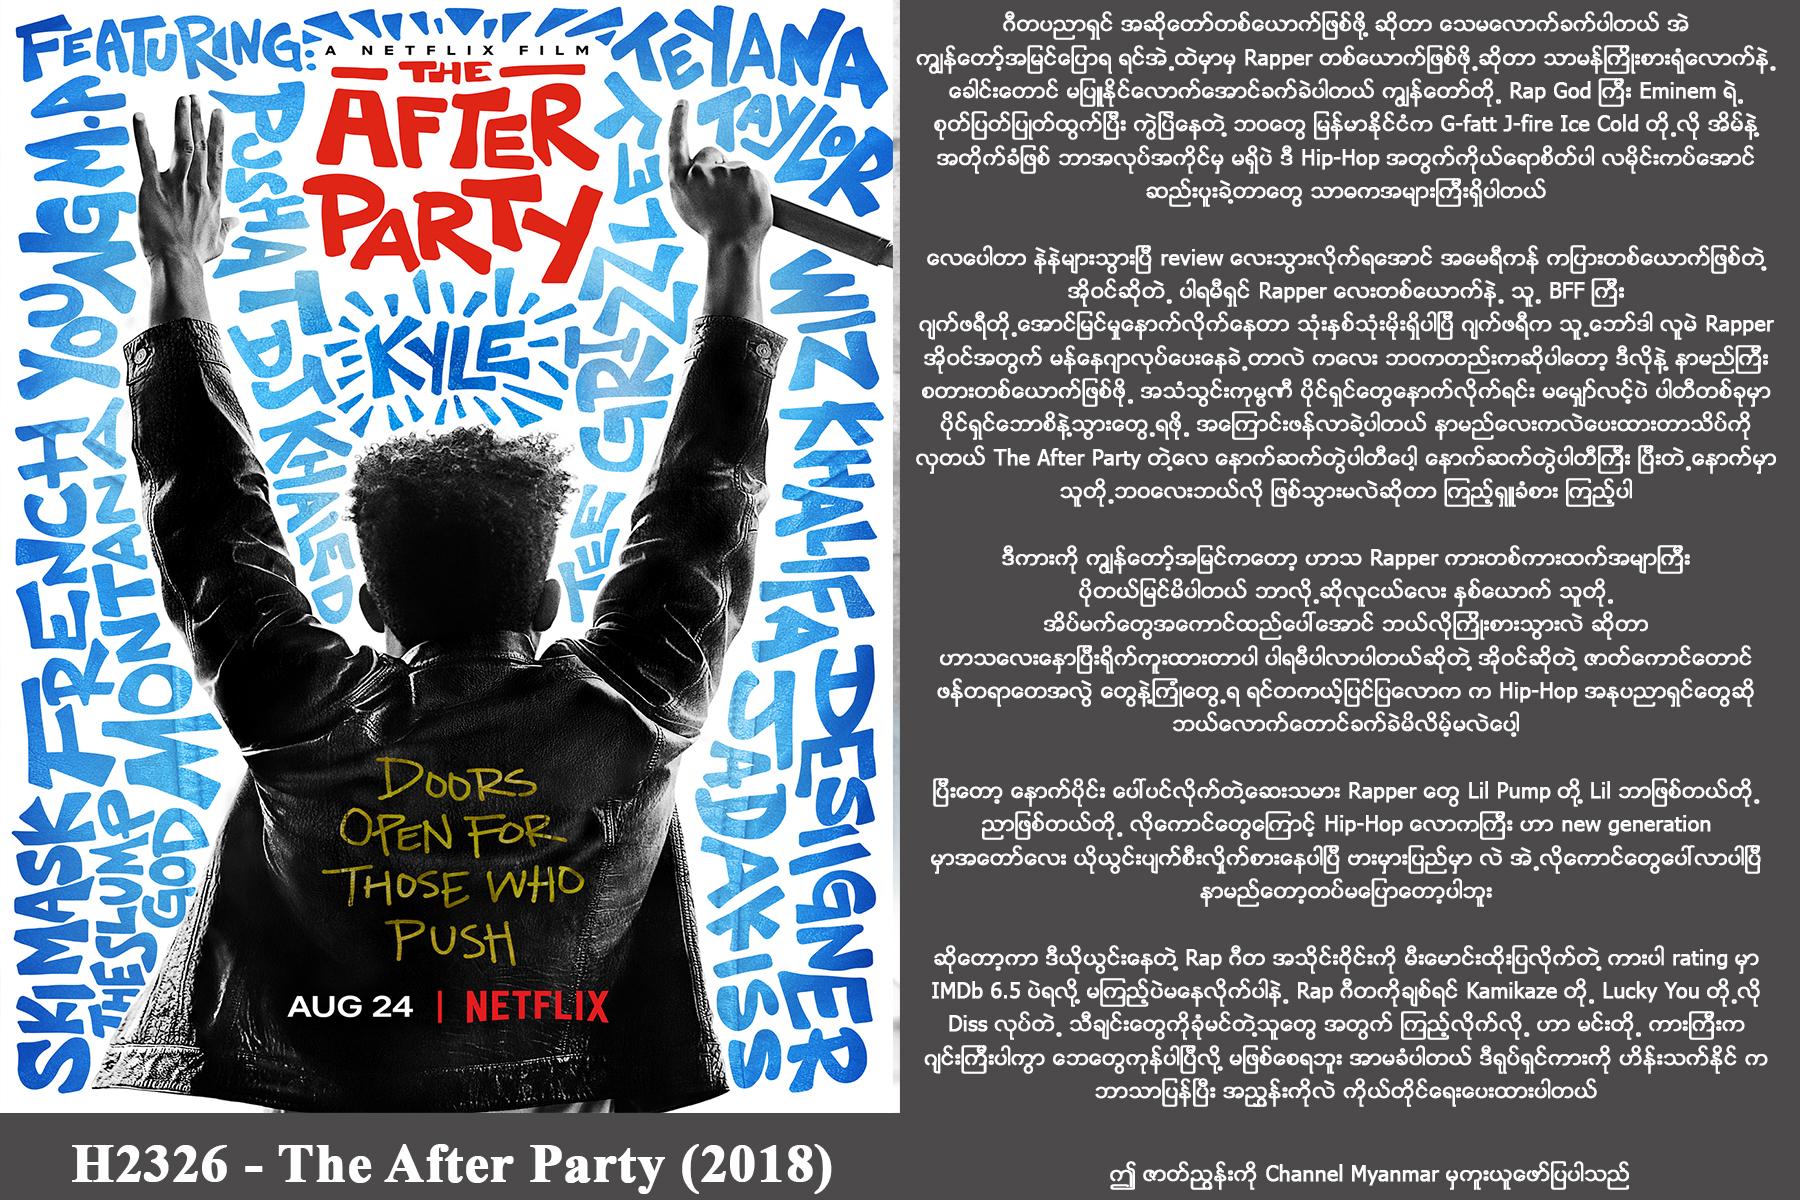 FEATURING:
A NETFLIX FILM
THE
AFTER
PARTY
KEYANA
TAYLOR
YOUNG M.A
PUSHA T
DJ KHALED
KYLE
TEE GRIZZLEY
WIZ KHALIFA
FRENCH
MONTANA
DESIIGNER
JADAKISS
SKIMASK
THESLUMP
GOD
DOORS
OPEN FOR
THOSE WHO
PUSH
AUG 24 | NETFLIX
H2326 - The After Party (2018)
ဂီတပညာရှင် အဆိုတော်တစ်ယောက်ဖြစ်ဖို့ ဆိုတာ သေမလောက်ခက်ပါတယ် အဲ
ကျွန်တော့်အမြင်ပြောရ ရင်အဲ့ထဲမှာမှ Rapper တစ်ယောက်ဖြစ်ဖို့ဆိုတာ သာမန်ကြိုးစားရုံလောက်နဲ့
ခေါင်းတောင် မပြူနိုင်လောက်အောင်ခက်ခဲပါတယ် ကျွန်တော်တို့ Rap God ကြီး Eminem ရဲ့
စုတ်ပြတ်ပြုတ်ထွက်ပြီး ကွဲပြဲနေတဲ့ ဘဝတွေ မြန်မာနိုင်ငံက G-fatt J-fire Ice Cold တို့လို အိမ်နဲ့
အတိုက်ခံဖြစ် ဘာအလုပ်အကိုင်မှ မရှိပဲ ဒီ Hip-Hop အတွက်ကိုယ်ရောစိတ်ပါ လမိုင်းကပ်အောင်
ဆည်းပူးခဲ့တာတွေ သာဓကအများကြီးရှိပါတယ်
လေပေါတာ နဲနဲများသွားပြီ review လေးသွားလိုက်ရအောင် အမေရီကန် ကပြားတစ်ယောက်ဖြစ်တဲ့
အိုဝင်ဆိုတဲ့ ပါရမီရှင် Rapper လေးတစ်ယောက်နဲ့ သူ့ BFF ကြီး
ဂျက်ဖရီတို့အောင်မြင်မှုနောက်လိုက်နေတာ သုံးနှစ်သုံးမိုးရှိပါပြီ ဂျက်ဖရီက သူ့ဘော်ဒါ လူမဲ Rapper
အိုဝင်အတွက် မန်နေဂျာလုပ်ပေးနေခဲ့တာလဲ ကလေး ဘဝကတည်းကဆိုပါတော့ ဒီလိုနဲ့ နာမည်ကြီး
စတားတစ်ယောက်ဖြစ်ဖို့ အသံသွင်းကုမ္ပဏီ ပိုင်ရှင်တွေနောက်လိုက်ရင်း မမျှော်လင့်ပဲ ပါတီတစ်ခုမှာ
ပိုင်ရှင်ဘောစိနဲ့သွားတွေ့ရဖို့ အကြောင်းဖန်လာခဲ့ပါတယ် နာမည်လေးကလဲပေးထားတာသိပ်ကို
လှတယ် The After Party တဲ့လေ နောက်ဆက်တွဲပါတီပေါ့ နောက်ဆက်တွဲပါတီကြီး ပြီးတဲ့နောက်မှာ
သူတို့ဘဝလေးဘယ်လို ဖြစ်သွားမလဲဆိုတာ ကြည့်ရှူခံစား ကြည့်ပါ
ဒီကားကို ကျွန်တော့်အမြင်ကတော့ ဟာသ Rapper ကားတစ်ကားထက်အမျာကြီး
ပိုတယ်မြင်မိပါတယ် ဘာလို့ဆိုလူငယ်လေး နှစ်ယောက် သူတို့
အိပ်မက်တွေအကောင်ထည်ပေါ်အောင် ဘယ်လိုကြိုးစားသွားလဲ ဆိုတာ
ဟာသလေးနှောပြီးရိုက်ကူးထားတာပါ ပါရမီပါလာပါတယ်ဆိုတဲ့ အိုဝင်ဆိုတဲ့ ဇာတ်ကောင်တောင်
ဖန်တရာတေအလွဲ တွေနဲ့ကြုံတွေ့ရ ရင်တကယ့်ပြင်ပြလောက က Hip-Hop အနုပညာရှင်တွေဆို
ဘယ်လောက်တောင်ခက်ခဲမိလိမ့်မလဲပေါ့
ပြီးတော့ နောက်ပိုင်း ပေါ်ပင်လိုက်တဲ့ဆေးသမား Rapper တွေ Lil Pump တို့ Lil ဘာဖြစ်တယ်တို့
ညာဖြစ်တယ်တို့ လိုကောင်တွေကြောင့် Hip-Hop လောကကြီး ဟာ new generation
မှာအတော်လေး ယိုယွင်းပျက်စီးလှိုက်စားနေပါပြီ ဗားမှားပြည်မှာ လဲ အဲ့လိုကောင်တွေပေါ်လာပါပြီ
နာမည်တော့တပ်မပြောတော့ပါဘူး
ဆိုတော့ကာ ဒီယိုယွင်းနေတဲ့ Rap ဂီတ အသိုင်းဝိုင်းကို မီးမောင်းထိုးပြလိုက်တဲ့ ကားပါ rating မှာ
IMDb 6.5 ပဲရလို့ မကြည့်ပဲမနေလိုက်ပါနဲ့ Rap ဂီတကိုချစ်ရင် Kamikaze တို့ Lucky You တို့လို
Diss လုပ်တဲ့ သီချင်းတွေကိုခုံမင်တဲ့သူတွေ အတွက် ကြည့်လိုက်လို့ ဟာ မင်းတို့ ကားကြီးက
ဂျင်းကြီးပါကွာ ဘေတွေကုန်ပါပြီလို့ မဖြစ်စေရဘူး အာမခံပါတယ် ဒီရုပ်ရှင်ကားကို ဟိန်းသက်နိုင် က
ဘာသာပြန်ပြီး အညွှန်းကိုလဲ ကိုယ်တိုင်ရေးပေးထားပါတယ်
ဤ ဇာတ်ညွှန်းကို Channel Myanmar မှကူးယူဖော်ပြပါသည်